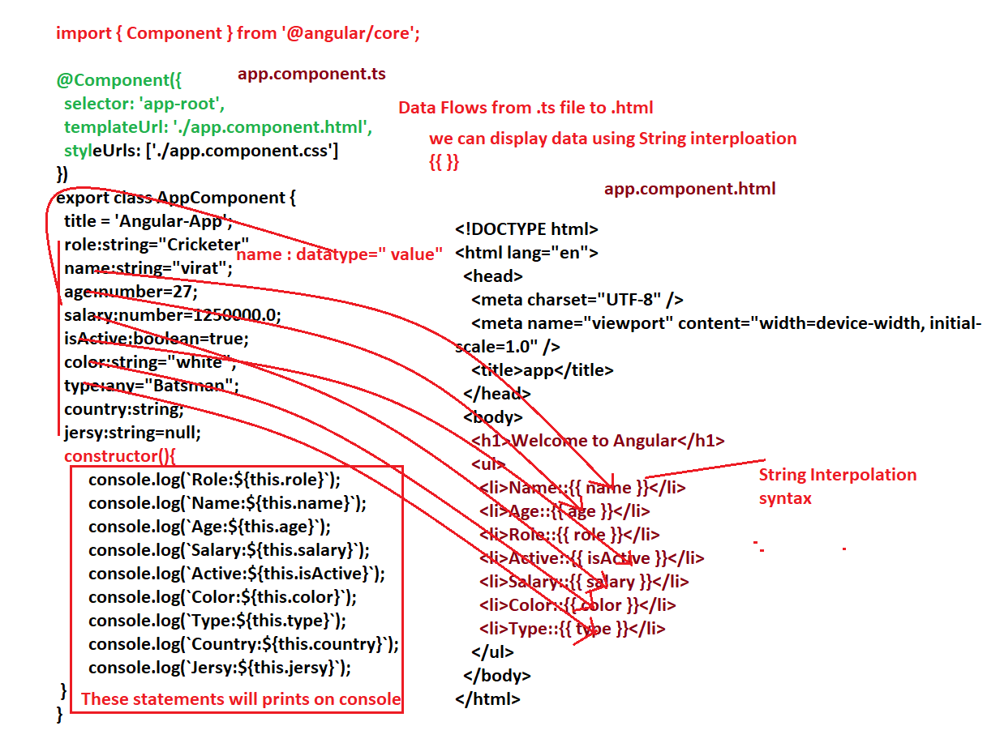 import { Component } from '@angular/core';
app.component.ts
@Component({
selector: 'app-root',
templateUrl: './app.component.html',
styleUrls: ['./app.component.css']
})
export class AppComponent {
title = 'Angular-App';
role:string="Cricketer"
name:string="virat";
age:number=27;
salary:number=1250000.0;
isActive:boolean=true;
color:string="white";
type:any="Batsman";
country:string;
jersy:string=null;
constructor(){
console.log(`Role:${this.role}`);
console.log(`Name:${this.name}`);
console.log(`Age:${this.age}`);
console.log(`Salary:${this.salary}`);
console.log(`Active:${this.isActive}`);
console.log(`Color:${this.color}`);
console.log(`Type:${this.type}`);
console.log(`Country:${this.country}`);
console.log(`Jersy:${this.jersy}`);
}
These statements will prints on console
}
name : datatype=" value"
Data Flows from .ts file to .html
we can display data using String interploation
{{ }}
app.component.html
<!DOCTYPE html>
<html lang="en">
<head>
<meta charset="UTF-8" />
<meta name="viewport" content="width=device-width, initial-
scale=1.0" />
<title>app</title>
</head>
<body>
<h1>Welcome to Angular</h1>
<ul>
<li>Name::{{ name }}</li>
<li>Age::{{ age }}</li>
<li>Role::{{ role }}</li>
<li>Active::{{ isActive }}</li>
<li>Salary::{{ salary }}</li>
<li>Color::{{ color }}</li>
<li>Type::{{ type }}</li>
</ul>
</body>
</html>
String Interpolation
syntax